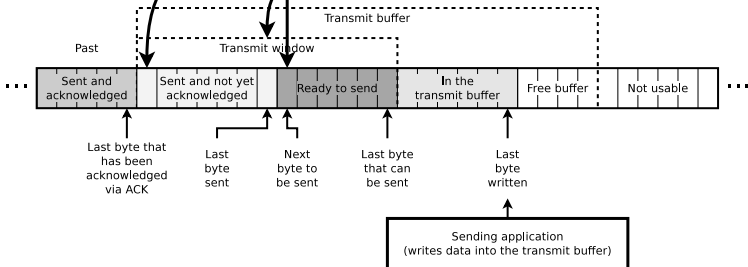 Transmit buffer
Past
Transmit window
Sent and
acknowledged
Sent and not yet
acknowledged
Ready to send
In the
transmit buffer
Free buffer
Not usable
Last byte that
has been
acknowledged
via ACK
Last
byte
sent
Next
byte to
be sent
Last byte
that can
be sent
Last
byte
written
Sending application
(writes data into the transmit buffer)